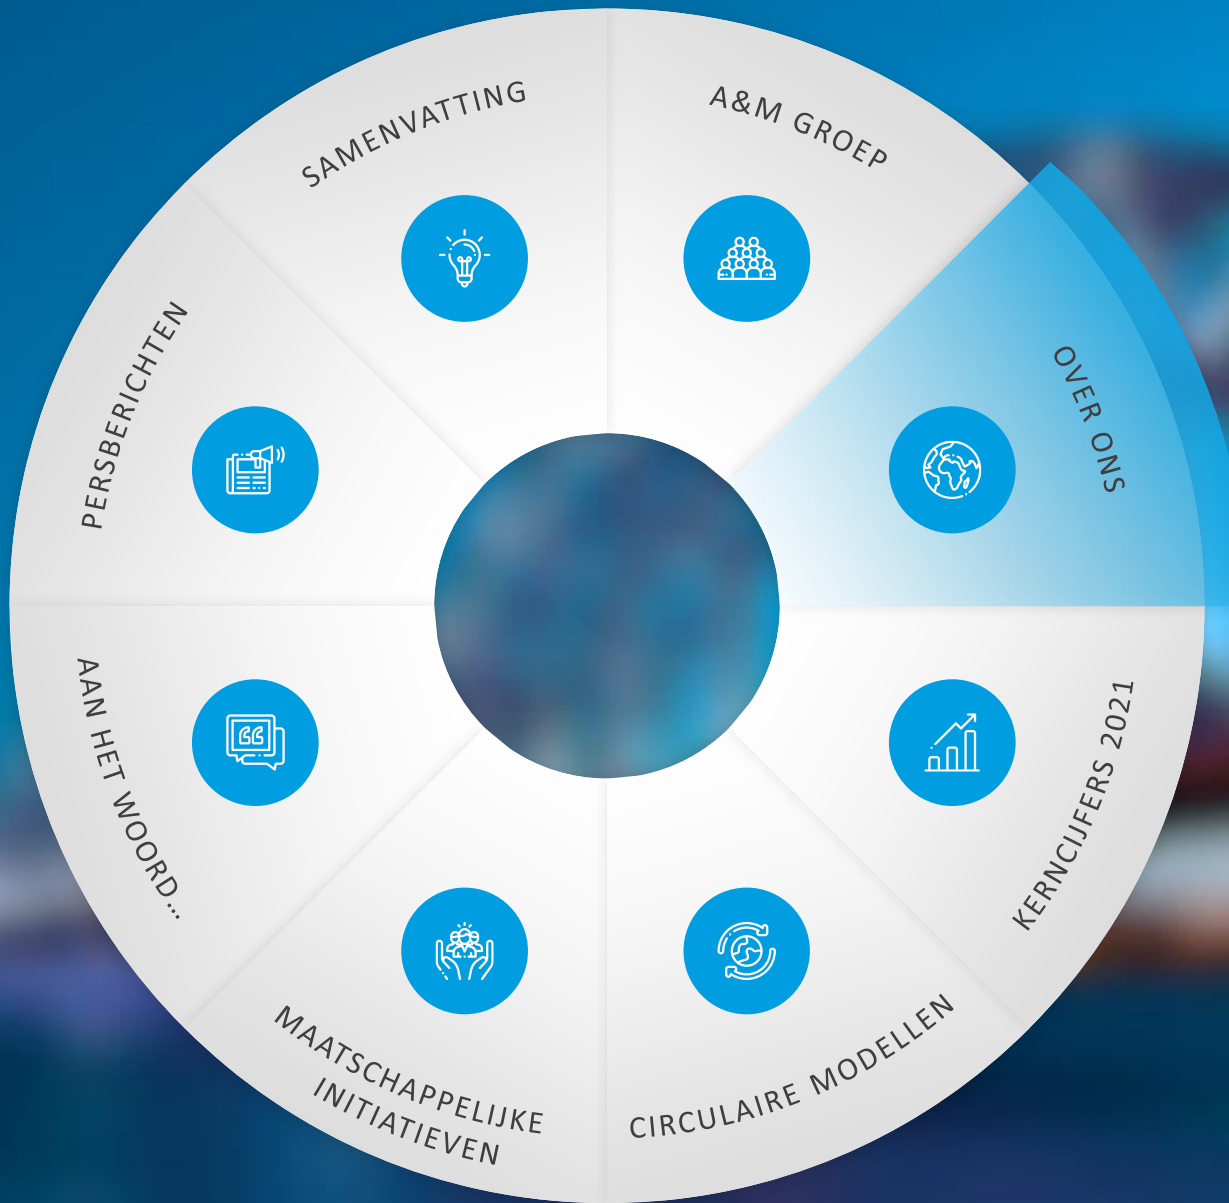 A&M GROEP
OVER ONS
KERNCIJFERS 2021
CIRCULAIRE MODELLEN
MAATSCHAPPELIJKE
INITIATIEVEN
AAN HET WOORD...
PERSBERICHTEN
SAMENVATTING